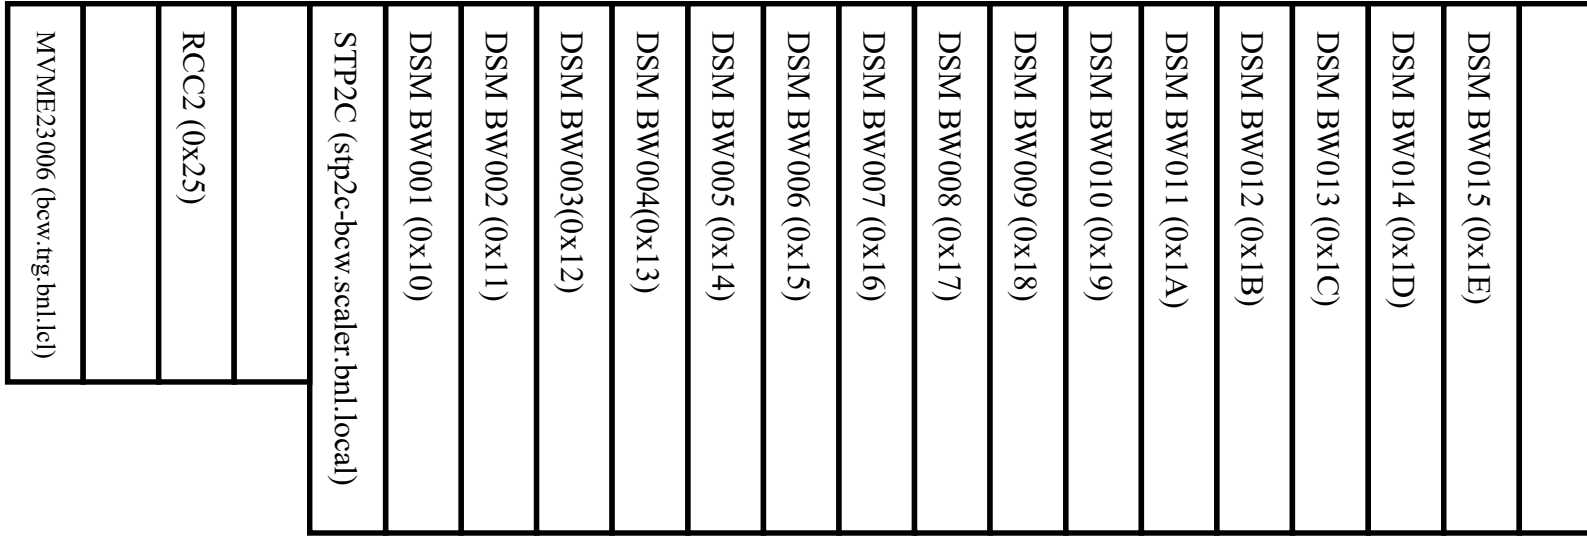 MVME23006 (bcw.trg.bnl.lcl)
RCC2 (0x25)
STP2C (stp2c-bcw.scaler.bnl.local)
DSM BW001 (0x10)
DSM BW002 (0x11)
DSM BW003(0x12)
DSM BW004(0x13)
DSM BW005 (0x14)
DSM BW006 (0x15)
DSM BW007 (0x16)
DSM BW008 (0x17)
DSM BW009 (0x18)
DSM BW010 (0x19)
DSM BW011 (0x1A)
DSM BW012 (0x1B)
DSM BW013 (0x1C)
DSM BW014 (0x1D)
DSM BW015 (0x1E)